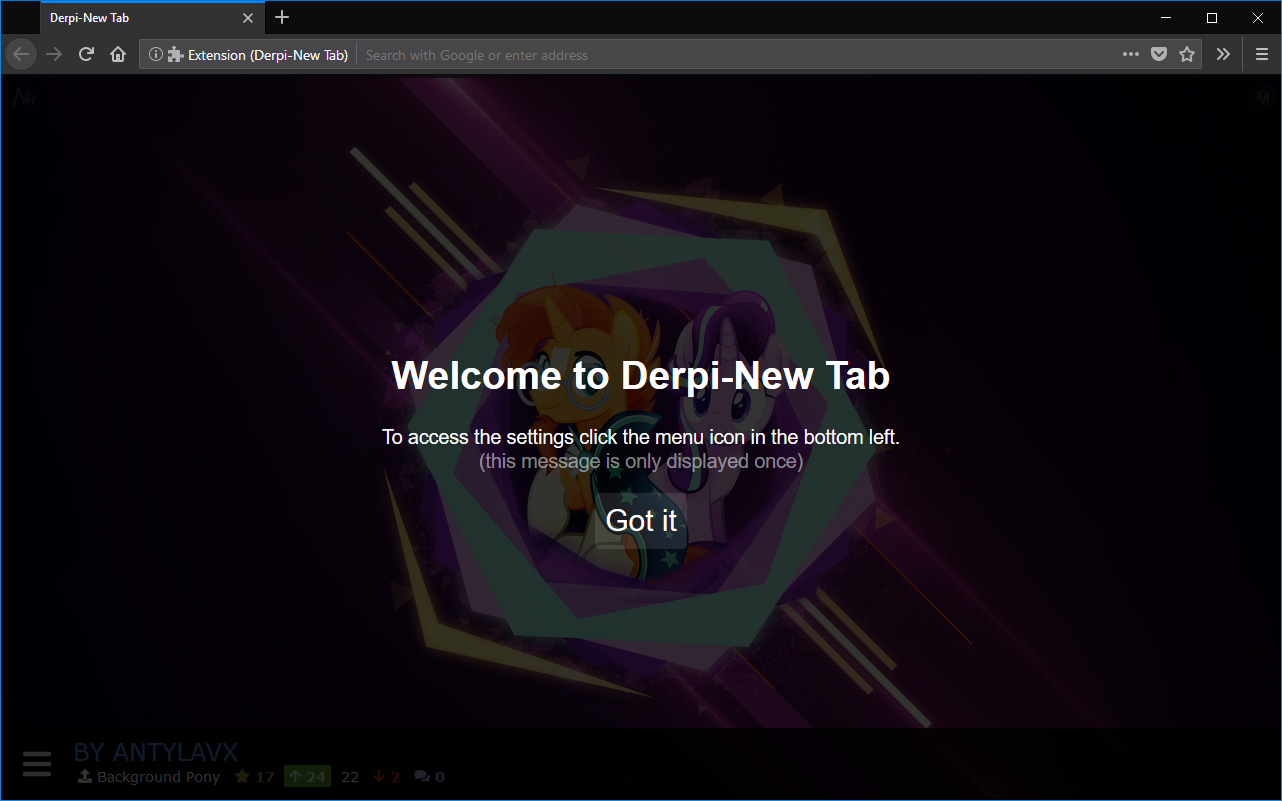 Derpi-New Tab
Extension (Derpi-New Tab) Search with Google or enter address
Welcome to Derpi-New Tab
To access the settings click the menu icon in the bottom left.
(this message is only displayed once)
Got it
BY ANTYLAVX
Background Pony 17 24 22 2 0